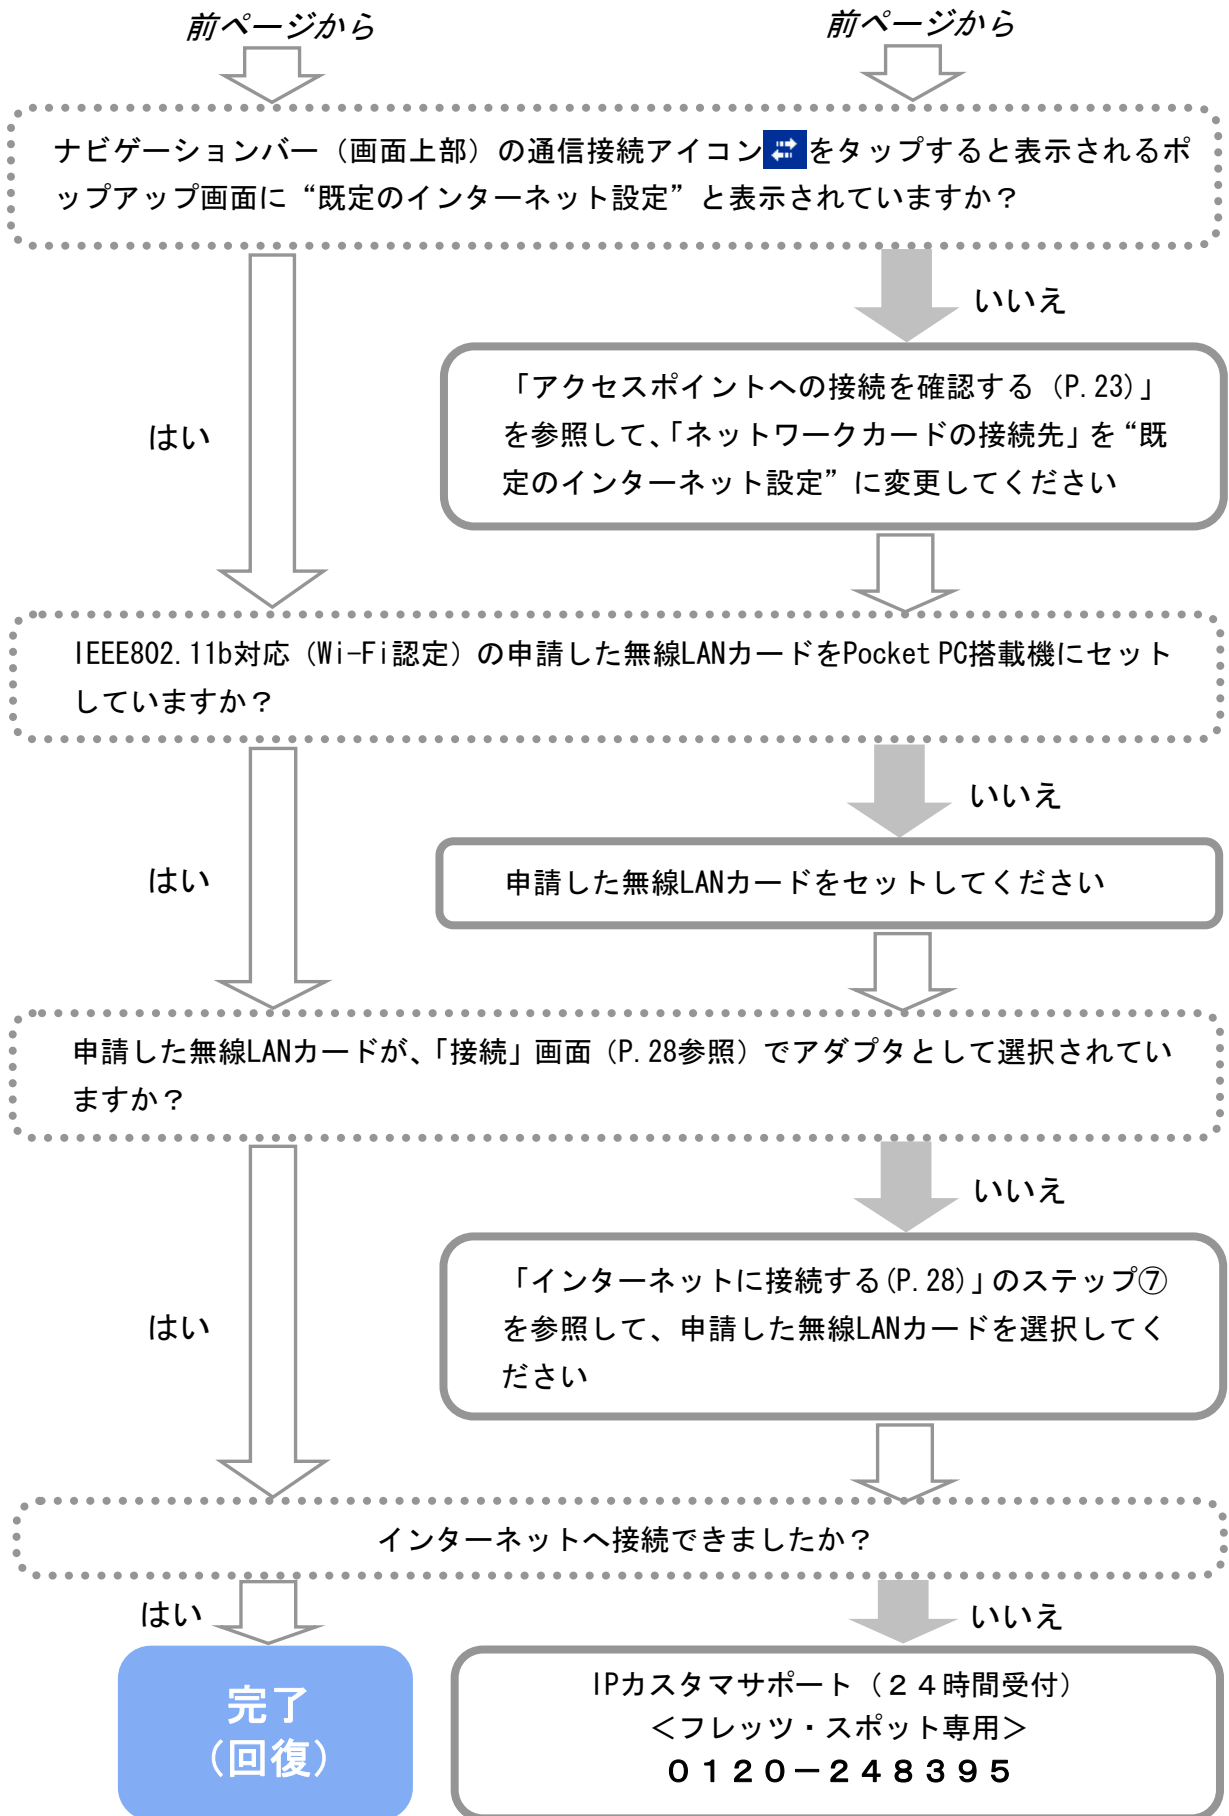 前ページから
前ページから
ナビゲーションバー（画面上部）の通信接続アイコンをタップすると表示されるポ
ップアップ画面に“既定のインターネット設定”と表示されていますか？
いいえ
「アクセスポイントへの接続を確認する（P.23）」
を参照して、「ネットワークカードの接続先」を“既
定のインターネット設定”に変更してください
はい
IEEE802.11b対応（Wi-Fi認定）の申請した無線LANカードをPocket PC搭載機にセット
していますか？
いいえ
はい
申請した無線LANカードをセットしてください
申請した無線LANカードが、「接続」画面（P.28参照）でアダプタとして選択されてい
ますか？
いいえ
「インターネットに接続する(P.28)」のステップ⑦
を参照して、申請した無線LANカードを選択してく
ださい
はい
インターネットへ接続できましたか？
はい
いいえ
完了
（回復）
IPカスタマサポート（２４時間受付）
＜フレッツ・スポット専用＞
０１２０－２４８３９５